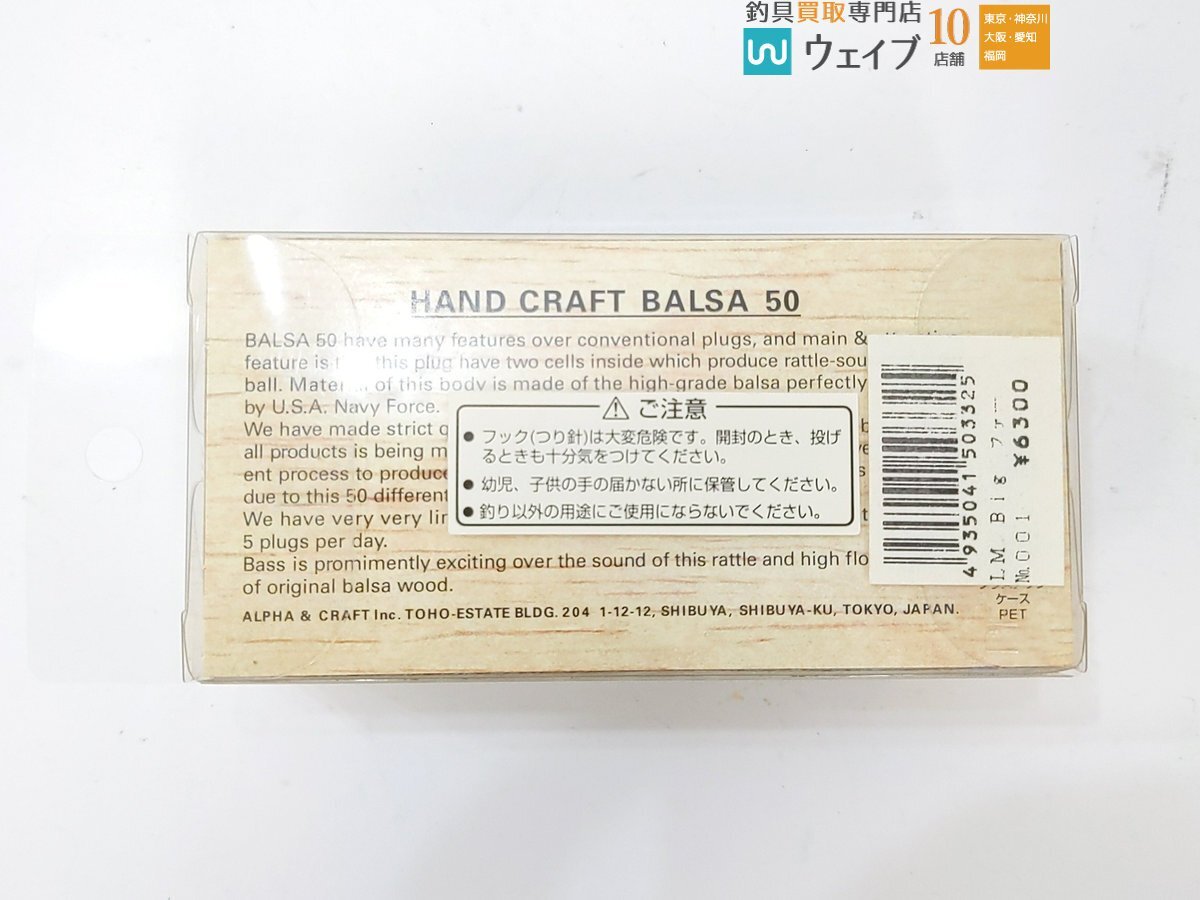 釣具買取専門店
ウェイブ
10
店舗
東京・神奈川
大阪・愛知
福岡
HAND CRAFT BALSA 50
BALSA 50 have many features over conventional plugs, and main &
feature is this plug have two cells inside which produce rattle-sou
ball. of this body is made of the high-grade balsa perfectly
by U.S.A. Navy Force.
We have made strict q
all products is being m
ent process to produce
due to this 50 different
We have very very lir
5 plugs per day.
Bass is promimently exciting over the sound of this rattle and high flo
of original balsa wood.
ALPHA & CRAFT Inc. TOHO-ESTATE BLDG. 204 1-12-12, SHIBUYA, SHIBUYA-KU, TOKYO, JAPAN.
ご注意
● フック(つり針)は大変危険です。開封のとき、投げ
るときも十分気をつけてください。
● 幼児、子供の手の届かない所に保管してください。
● 釣り以外の用途にご使用にならないでください。
4935041503325
LM Big ファー
No.001 ¥6300
ケース
PET